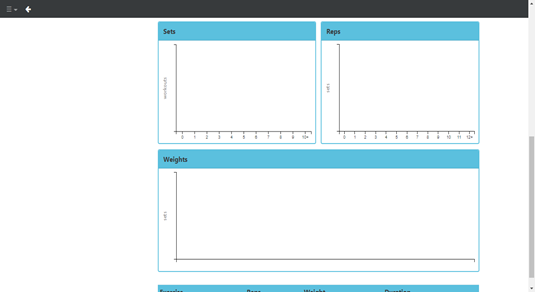 Sets
Reps
workouts
sets
0 1 2 3 4 5 6 7 8 9 10+
0 1 2 3 4 5 6 7 8 9 10 11 12+
Weights
sets
Exercise Reps Weight Duration